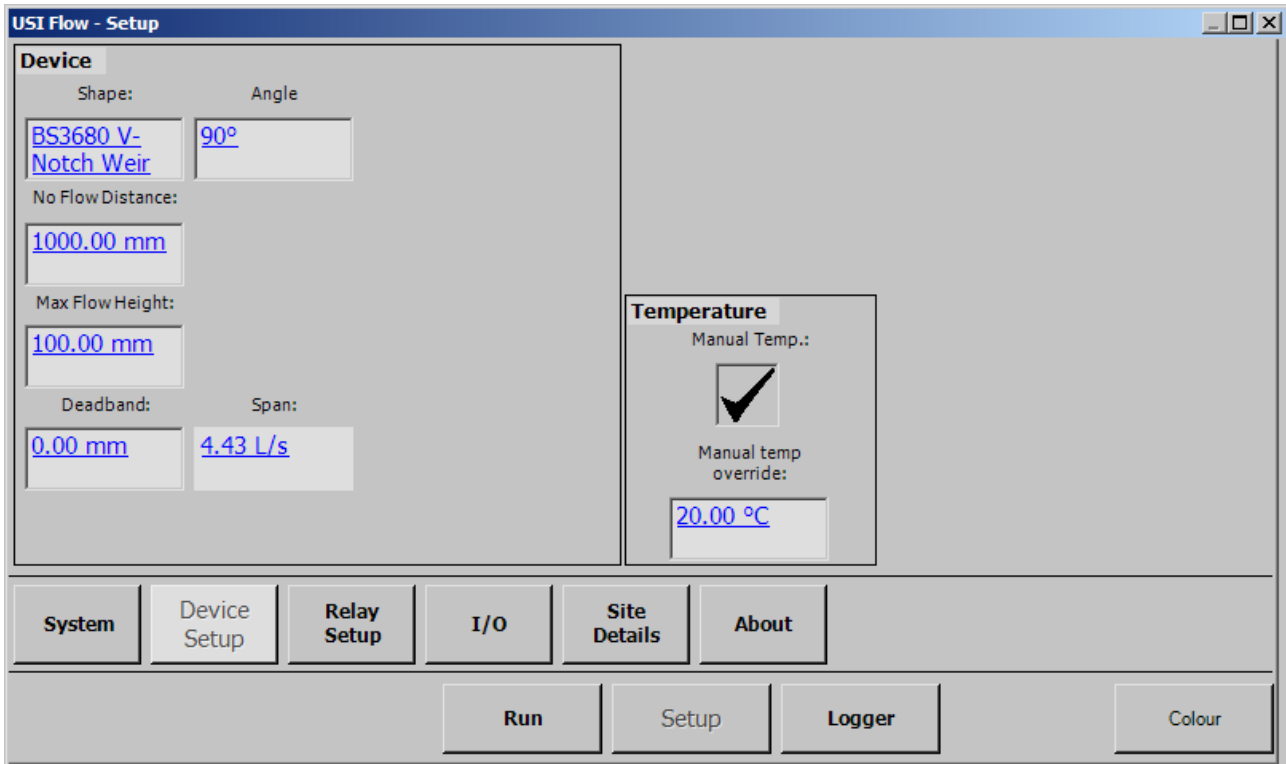 USI Flow - Setup
Device
Shape:
Angle
BS3680 V-
Notch Weir
90º
No Flow Distance:
1000.00 mm
Max Flow Height:
100.00 mm
Deadband:
Span:
0.00 mm
4.43 L/s
Temperature
Manual Temp.:
Manual temp
override:
20.00 ºC
System
Device
Setup
Relay
Setup
I/O
Site
Details
About
Run
Setup
Logger
Colour